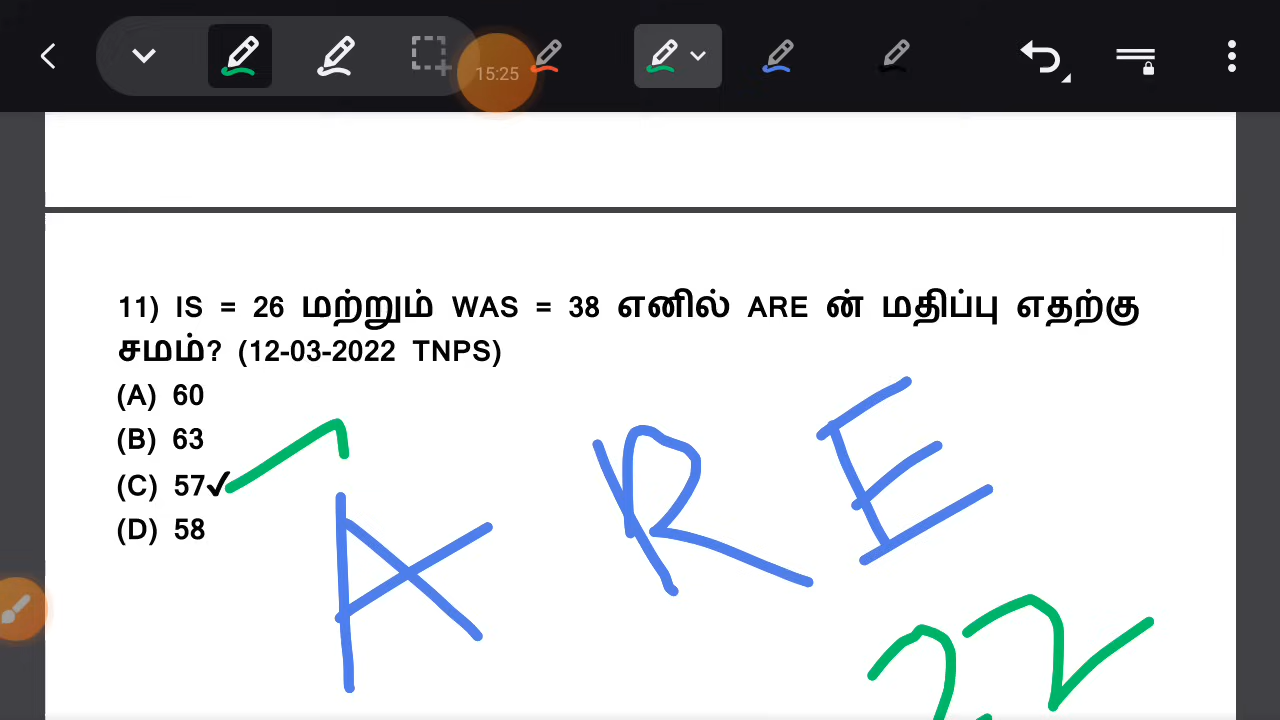 15:25
11) IS = 26 மற்றும் WAS = 38 எனில் ARE ன் மதிப்பு எதற்கு
சமம்? (12-03-2022 TNPS)
(A) 60
(B) 63
(C) 57✓
(D) 58
A R E
22